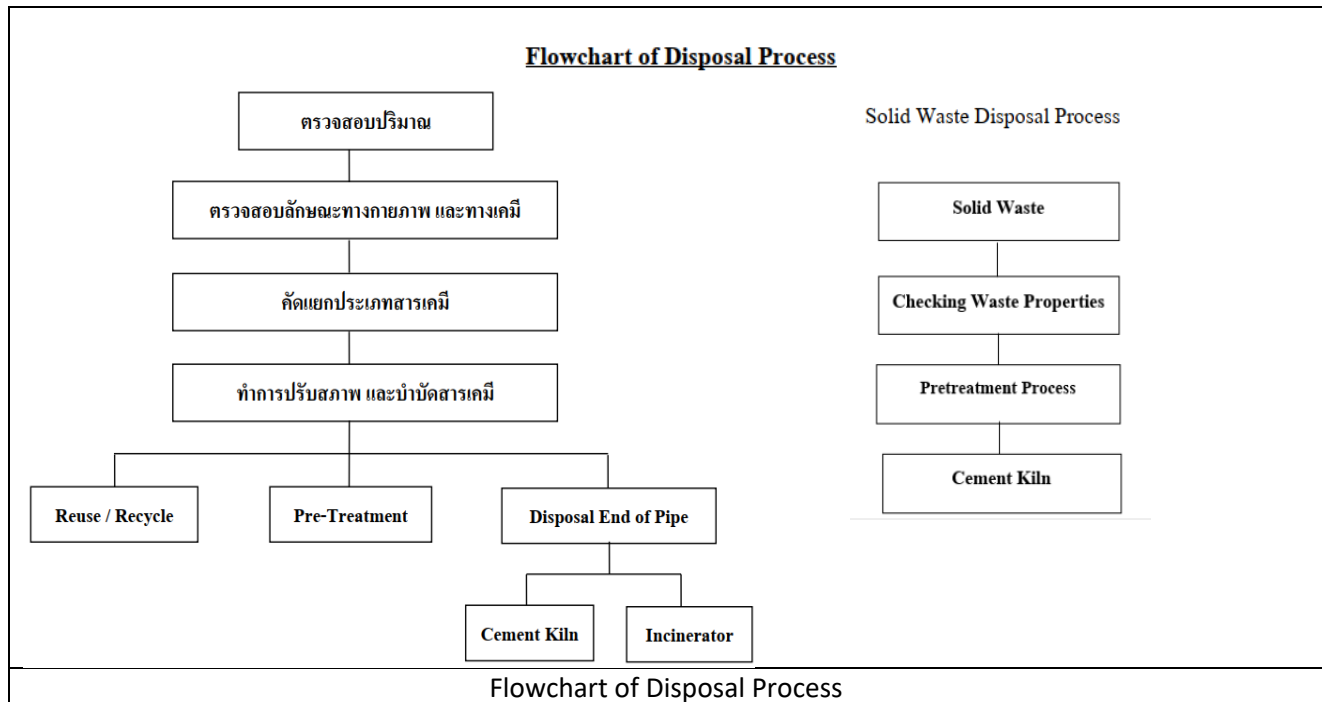 Flowchart of Disposal Process
ตรวจสอบปริมาณ
ตรวจสอบลักษณะทางกายภาพ และทางเคมี
คัดแยกประเภทสารเคมี
ทำการปรับสภาพ และบำบัดสารเคมี
Reuse / Recycle
Pre-Treatment
Disposal End of Pipe
Cement Kiln
Incinerator
Solid Waste Disposal Process
Solid Waste
Checking Waste Properties
Pretreatment Process
Cement Kiln
Flowchart of Disposal Process